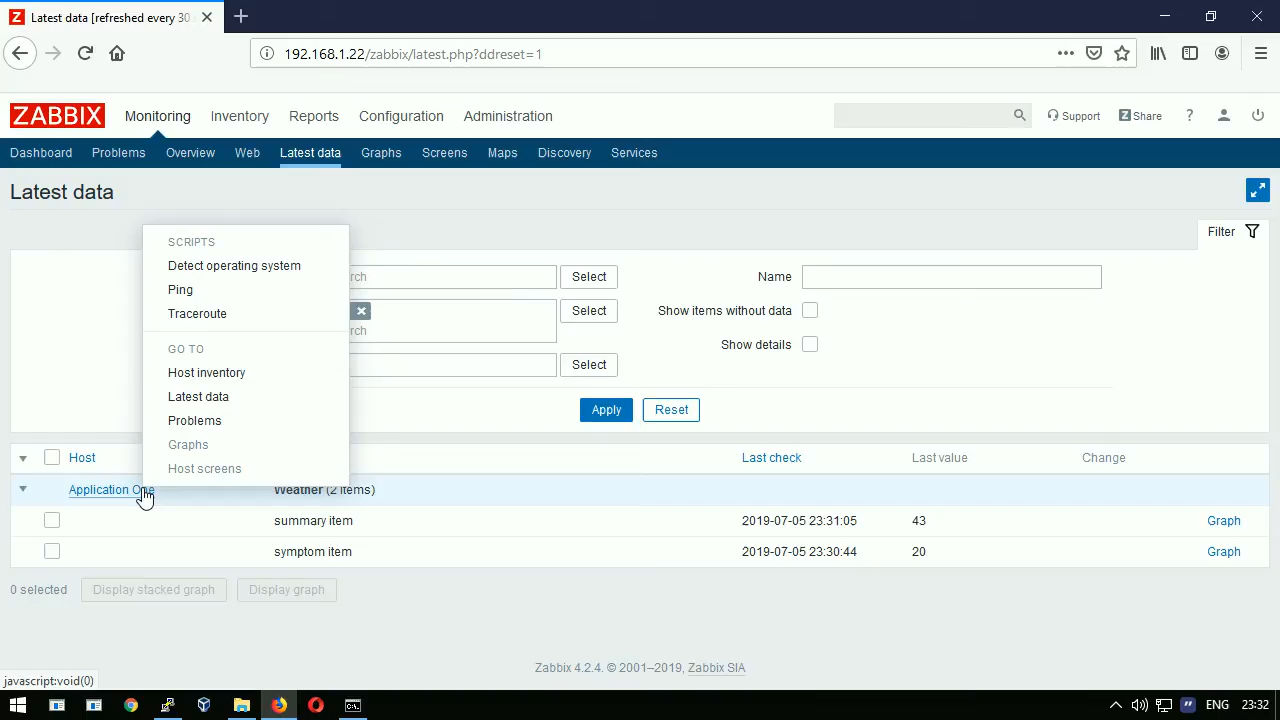 Z Latest data [refreshed every 30
192.168.1.22/zabbix/latest.php?ddreset=1
ZABBIX Monitoring Inventory Reports Configuration Administration Support Z Share ?
Dashboard Problems Overview Web Latest data Graphs Screens Maps Discovery Services
Latest data
Filter
SCRIPTS
Detect operating system
Ping
Traceroute
GO TO
Host inventory
Latest data
Problems
Graphs
Host screens
rch Select Name
Select Show items without data
rch
Show details
Select
Apply Reset
Host Last check Last value Change
Application One Weather (2 Items)
summary item 2019-07-05 23:31:05 43 Graph
symptom item 2019-07-05 23:30:44 20 Graph
0 selected Display stacked graph Display graph
Zabbix 4.2.4. © 2001–2019, Zabbix SIA
javascript:void(0)
ENG 23:32